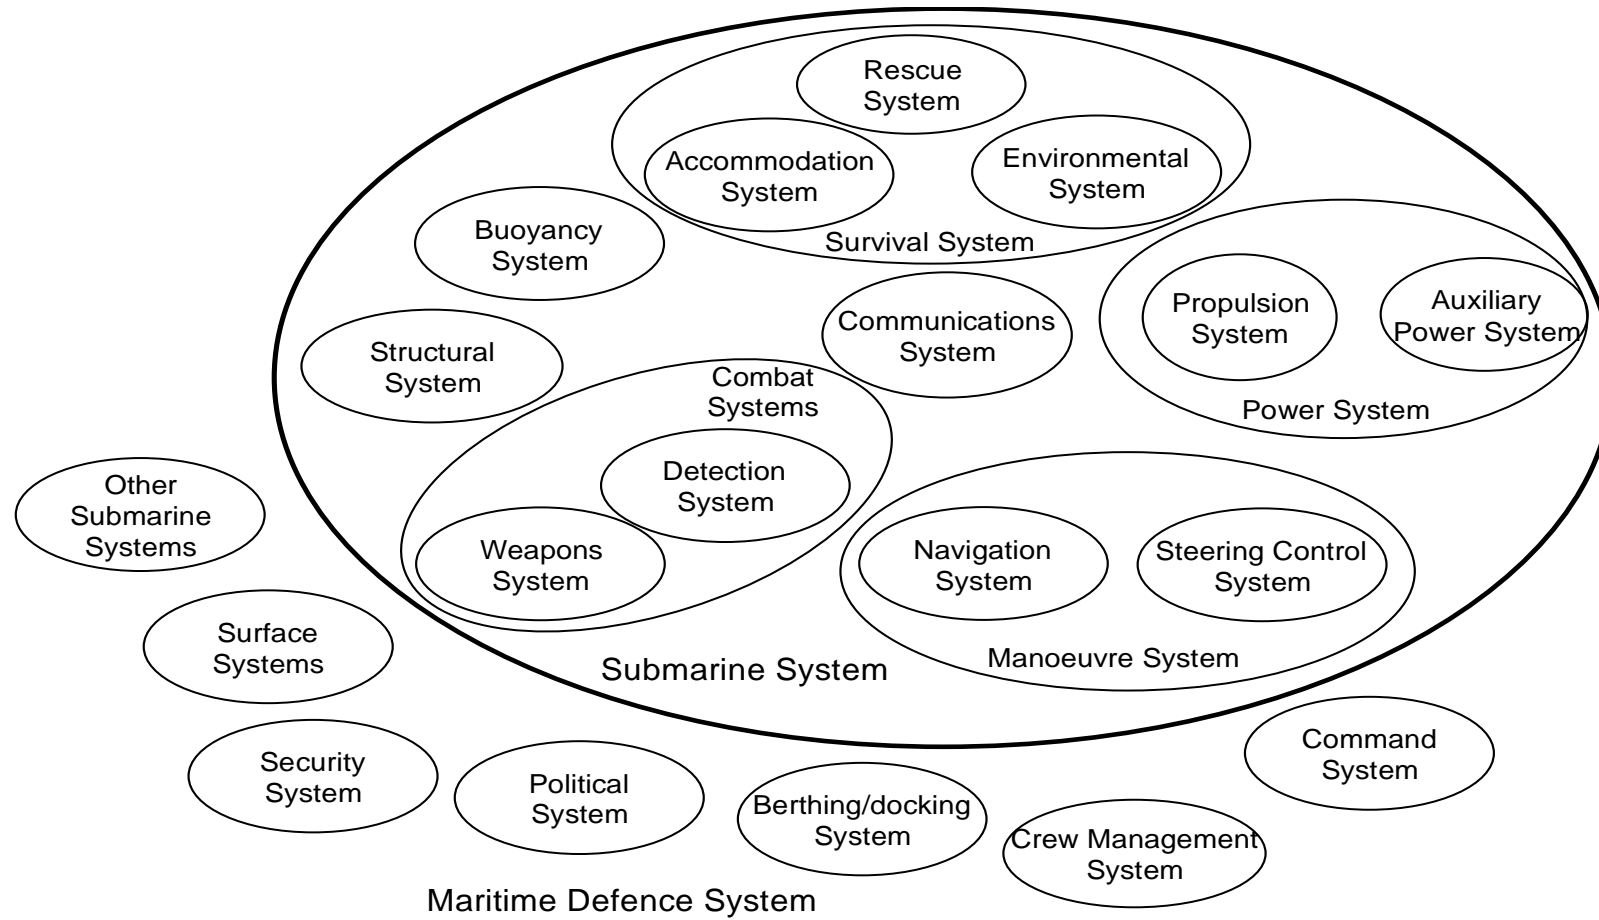 Rescue
System
Accommodation
System
Environmental
System
Survival System
Buoyancy
System
Communications
System
Propulsion
System
Auxiliary
Power System
Power System
Structural
System
Combat
Systems
Detection
System
Weapons
System
Navigation
System
Steering Control
System
Manoeuvre System
Submarine System
Other
Submarine
Systems
Surface
Systems
Security
System
Political
System
Berthing/docking
System
Crew Management
System
Command
System
Maritime Defence System